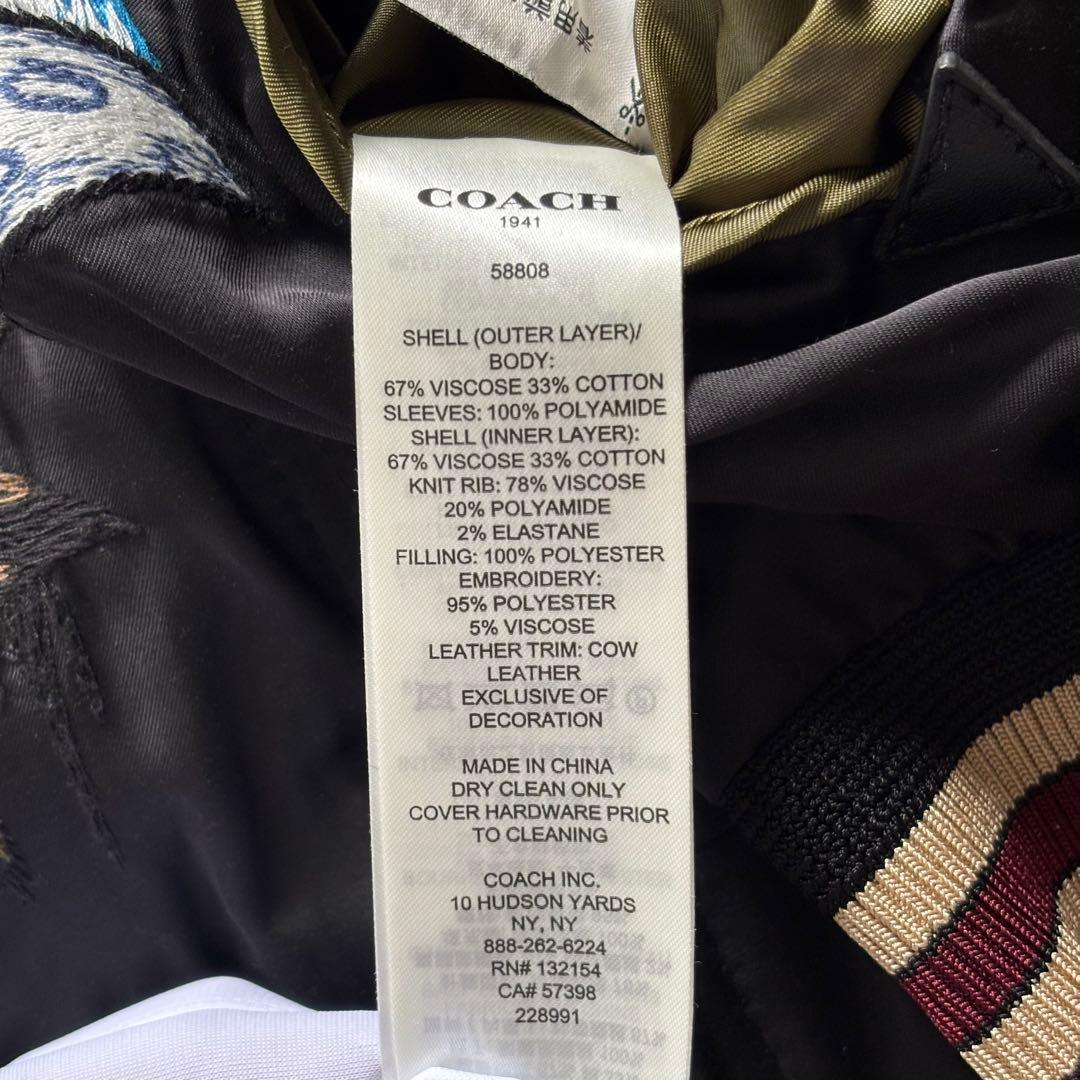 COACH
1941
58808
SHELL (OUTER LAYER)/
BODY:
67% VISCOSE 33% COTTON
SLEEVES: 100% POLYAMIDE
SHELL (INNER LAYER):
67% VISCOSE 33% COTTON
KNIT RIB: 78% VISCOSE
20% POLYAMIDE
2% ELASTANE
FILLING: 100% POLYESTER
EMBROIDERY:
95% POLYESTER
5% VISCOSE
LEATHER TRIM: COW
LEATHER
EXCLUSIVE OF
DECORATION
MADE IN CHINA
DRY CLEAN ONLY
COVER HARDWARE PRIOR
TO CLEANING
COACH INC.
10 HUDSON YARDS
NY, NY
888-262-6224
RN# 132154
CA# 57398
228991